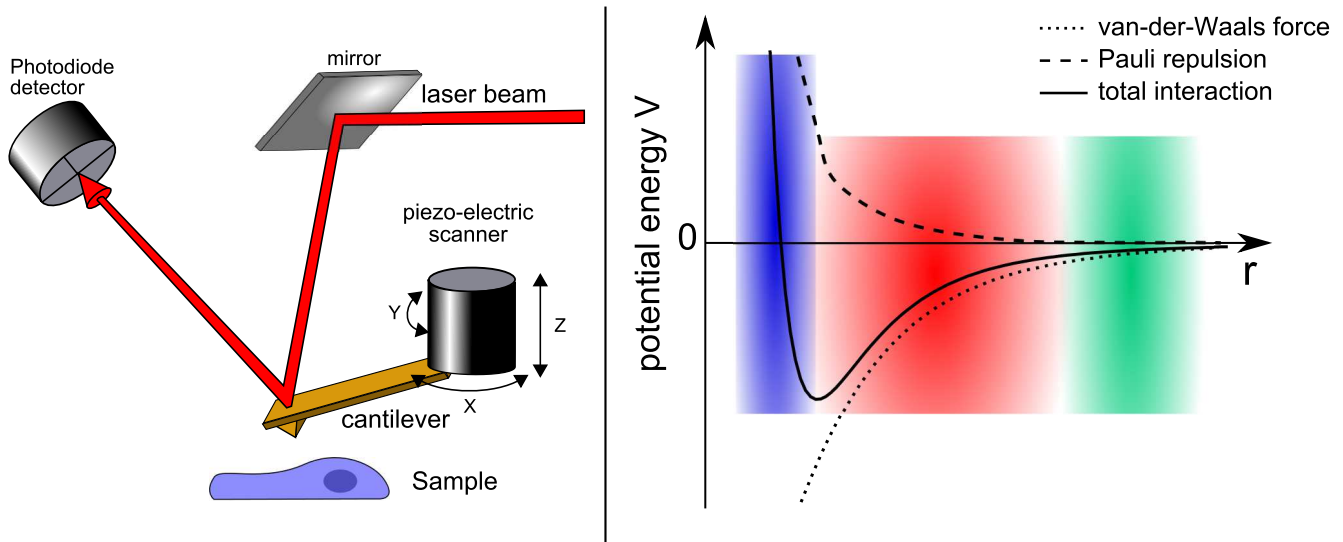 Photodiode
detector
mirror
laser beam
piezo-electric
scanner
Y
Z
X
cantilever
Sample
van-der-Waals force
Pauli repulsion
total interaction
potential energy V
0
r